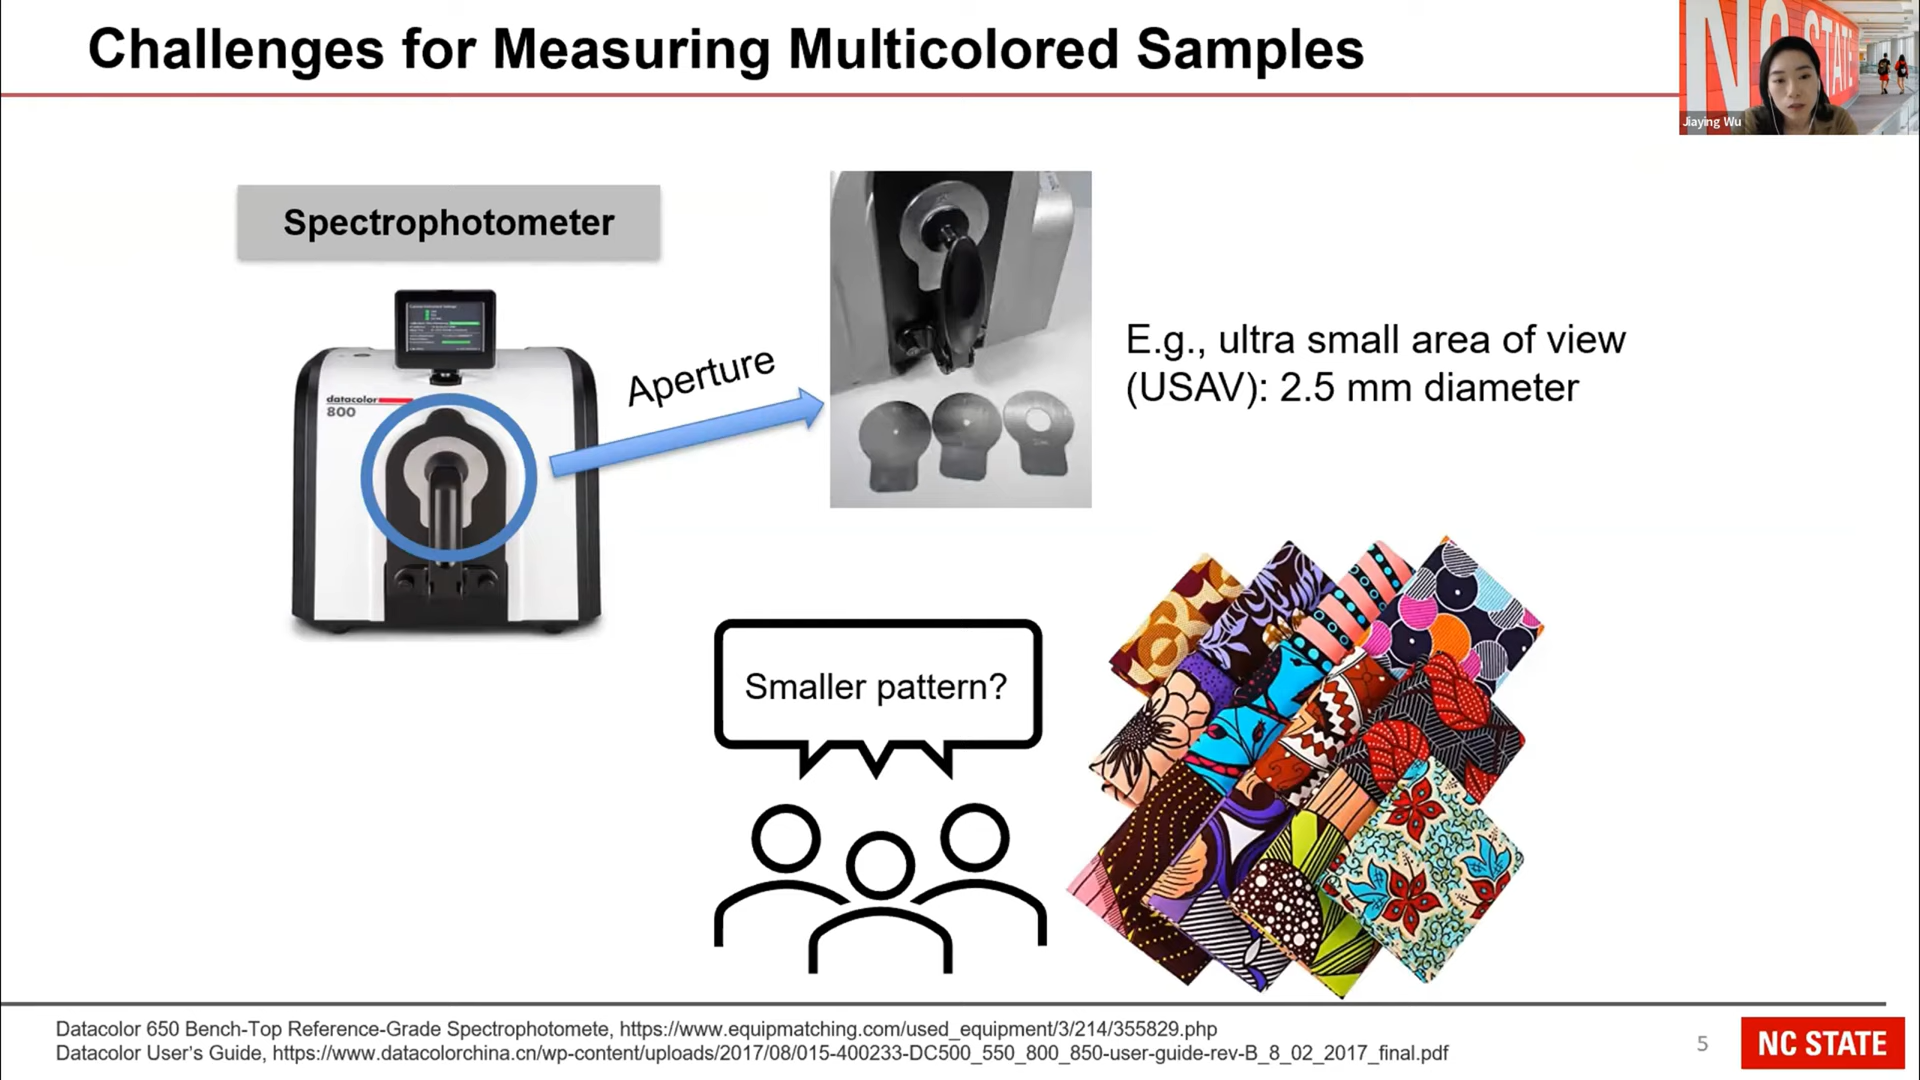 Challenges for Measuring Multicolored Samples
NC STATE
Jiaying Wu
Spectrophotometer
datacolor
800
Aperture
E.g., ultra small area of view
(USAV): 2.5 mm diameter
Smaller pattern?
Datacolor 650 Bench-Top Reference-Grade Spectrophotomete, https://www.equipmatching.com/used_equipment/3/214/355829.php
Datacolor User's Guide, https://www.datacolorchina.cn/wp-content/uploads/2017/08/015-400233-DC500_550_800_850-user-guide-rev-B_8_02_2017_final.pdf
5
NC STATE